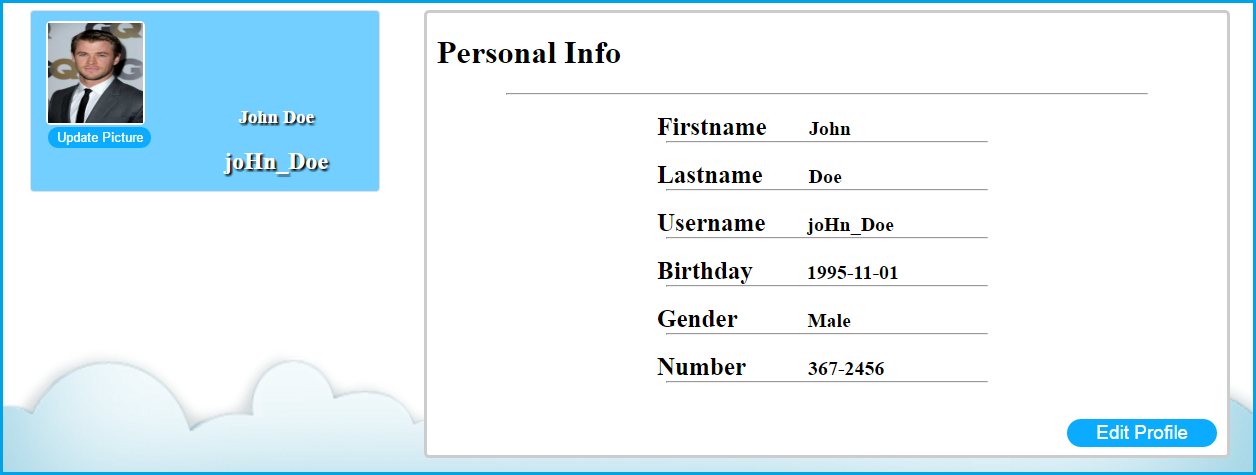 GQ
John Doe
Update Picture
joHn_Doe
Personal Info
Firstname John
Lastname Doe
Username joHn_Doe
Birthday 1995-11-01
Gender Male
Number 367-2456
Edit Profile